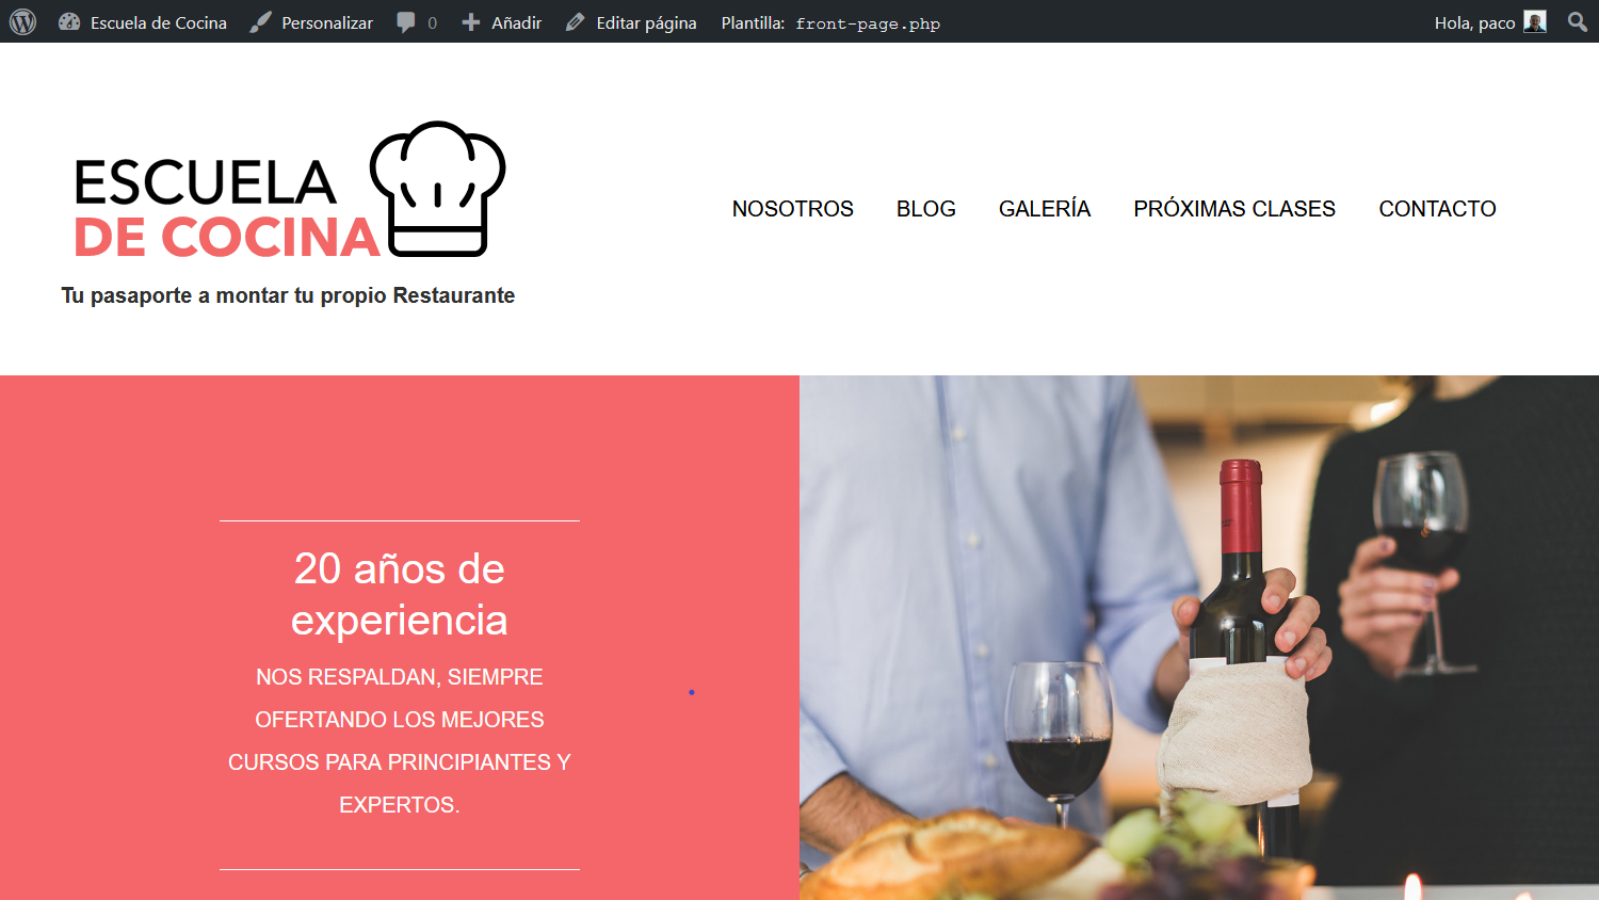 Escuela de Cocina Personalizar 0 Añadir Editar página Plantilla: front-page.php Hola, paco
ESCUELA
DE COCINA
Tu pasaporte a montar tu propio Restaurante
NOSOTROS BLOG GALERÍA PRÓXIMAS CLASES CONTACTO
20 años de
experiencia
NOS RESPALDAN, SIEMPRE
OFERTANDO LOS MEJORES
CURSOS PARA PRINCIPIANTES Y
EXPERTOS.